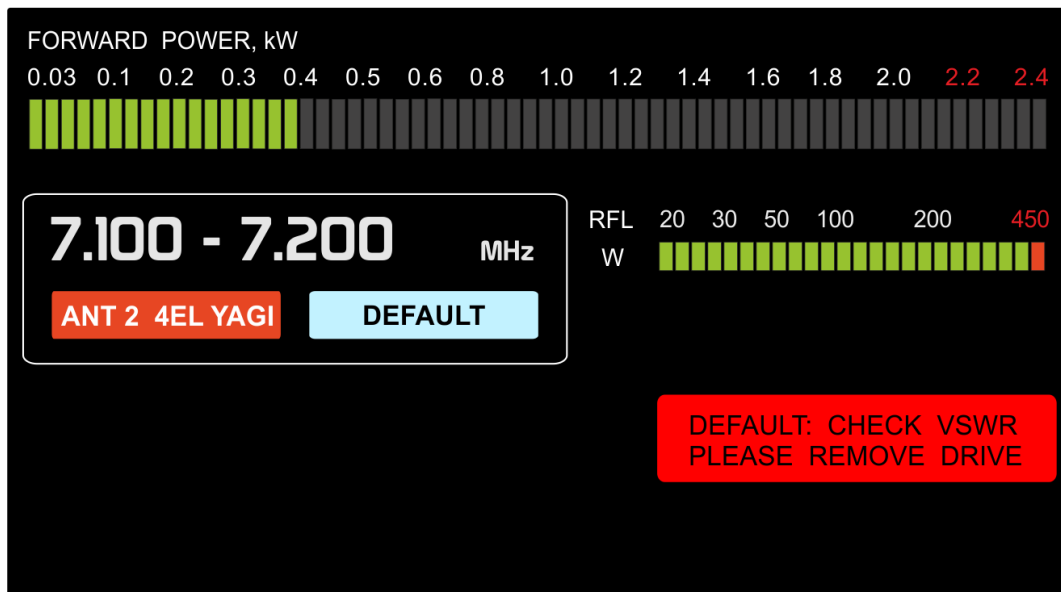 FORWARD POWER, kW
0.03 0.1 0.2 0.3 0.4 0.5 0.6 0.8 1.0 1.2 1.4 1.6 1.8 2.0 2.2 2.4
7.100 - 7.200 MHz
ANT 2 4EL YAGI DEFAULT
RFL 20 30 50 100 200 450
W
DEFAULT: CHECK VSWR
PLEASE REMOVE DRIVE